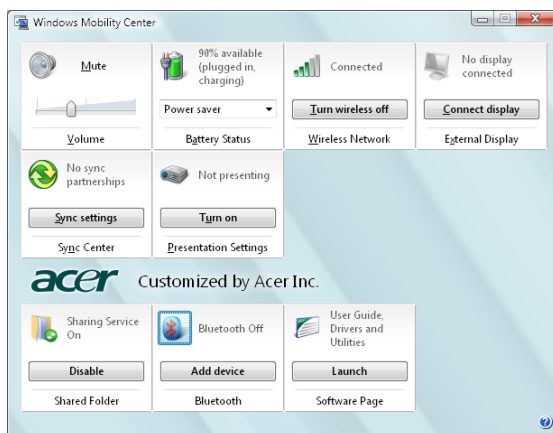 Windows Mobility Center
Mute
Volume
90% available
(plugged in,
charging)
Power saver
Battery Status
Connected
Turn wireless off
Wireless Network
No display
connected
Connect display
External Display
No sync
partnerships
Sync settings
Sync Center
Not presenting
Turn on
Presentation Settings
acer Customized by Acer Inc.
Sharing Service
On
Disable
Shared Folder
Bluetooth Off
Add device
Bluetooth
User Guide,
Drivers and
Utilities
Launch
Software Page